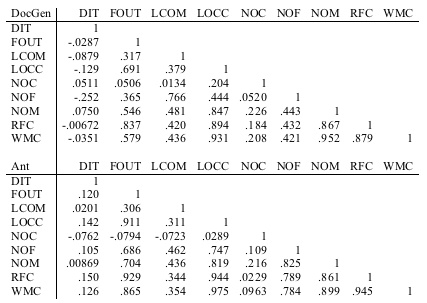 DocGen DIT FOUT LCOM LOCC NOC NOF NOM RFC WMC
DIT 1
FOUT -.0287 1
LCOM -.0879 .317 1
LOCC -.129 .691 .379 1
NOC .0511 .0506 .0134 .204 1
NOF -.252 .365 .766 .444 .0520 1
NOM .0750 .546 .481 .847 .226 .443 1
RFC -.00672 .837 .420 .894 .184 .432 .867 1
WMC -.0351 .579 .436 .931 .208 .421 .952 .879 1
Ant DIT FOUT LCOM LOCC NOC NOF NOM RFC WMC
DIT 1
FOUT .120 1
LCOM .0201 .306 1
LOCC .142 .911 .311 1
NOC -.0762 -.0794 -.0723 .0289 1
NOF .105 .686 .462 .747 .109 1
NOM .00869 .704 .436 .819 .216 .825 1
RFC .150 .929 .344 .944 .0229 .789 .861 1
WMC .126 .865 .354 .975 .0963 .784 .899 .945 1